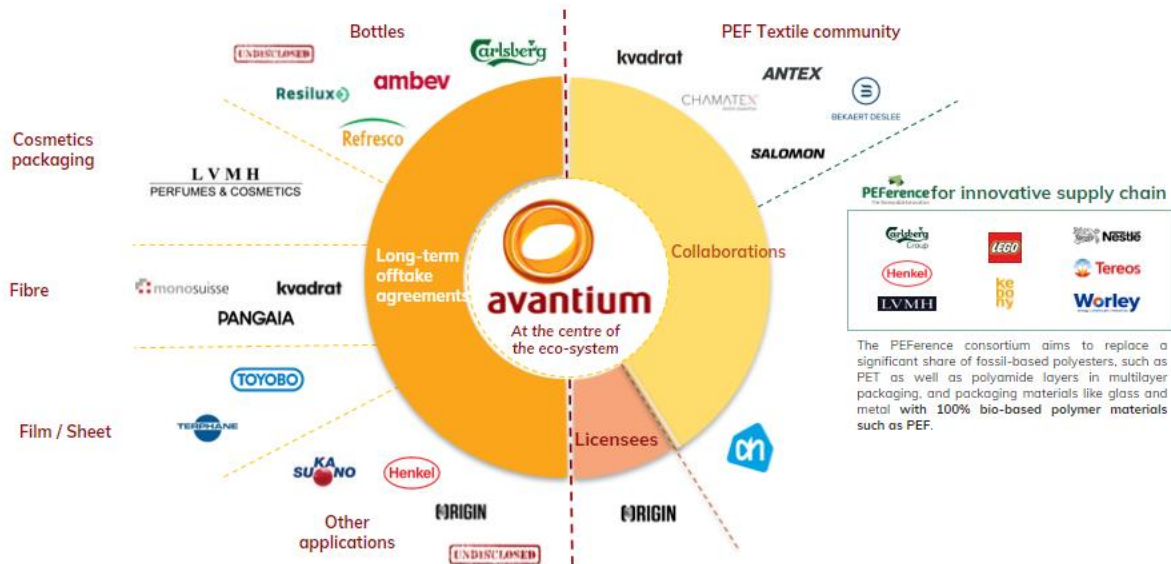 Bottles
PEF Textile community
UNDISCLOSED
Carlsberg
kvadrat
ANTEX
Resilux
ambev
CHAMATEX
BEKAERT DESLEE
Refresco
SALOMON
Cosmetics
packaging
LVMH
PERFUMES & COSMETICS
PEFerence for innovative supply chain
Carlsberg
Group
LEGO
Nestlé
Henkel
Tereos
LVMH
ke
bo
ny
Worley
Long-term
offtake
agreements
Collaborations
avantium
At the centre of
the eco-system
Fibre
monosuisse
kvadrat
PANGAIA
The PEFerence consortium aims to replace a
significant share of fossil-based polyesters, such as
PET as well as polyamide layers in multilayer
packaging, and packaging materials like glass and
metal with 100% bio-based polymer materials
such as PEF.
TOYOBO
Film / Sheet
TERPHANE
Licensees
ah
SUKANO
Henkel
ORIGIN
ORIGIN
Other
applications
UNDISCLOSED